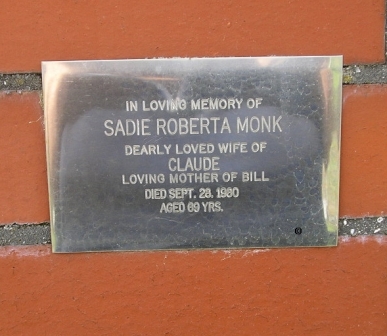 IN LOVING MEMORY OF
SADIE ROBERTA MONK
DEARLY LOVED WIFE OF
CLAUDE
LOVING MOTHER OF BILL
DIED SEPT. 29, 1980
AGED 69 YRS.